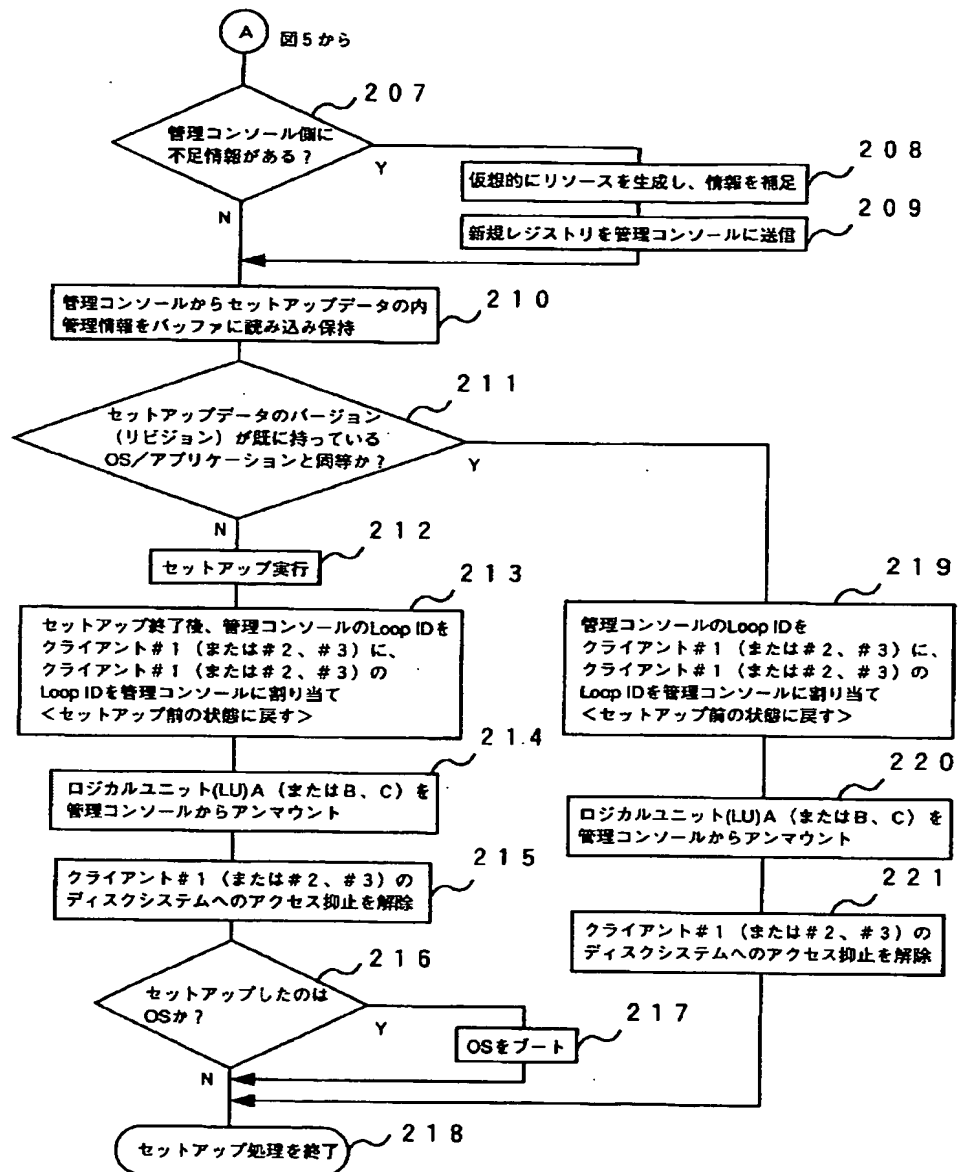 A
図5から
207
管理コンソール側に
不足情報がある?
Y
N
208
仮想的にリソースを生成し、情報を補足
209
新規レジストリを管理コンソールに送信
210
管理コンソールからセットアップデータの内
管理情報をバッファに読み込み保持
211
セットアップデータのバージョン
(リビジョン)が既に持っている
OS/アプリケーションと同等か?
Y
N
212
セットアップ実行
213
セットアップ終了後、管理コンソールのLoop IDを
クライアント#1(または#2、#3)に、
クライアント#1(または#2、#3)の
Loop IDを管理コンソールに割り当て
<セットアップ前の状態に戻す>
214
ロジカルユニット(LU)A(またはB、C)を
管理コンソールからアンマウント
215
クライアント#1(または#2、#3)の
ディスクシステムへのアクセス抑止を解除
216
セットアップしたのは
OSか?
Y
N
217
OSをブート
219
管理コンソールのLoop IDを
クライアント#1(または#2、#3)に、
クライアント#1(または#2、#3)の
Loop IDを管理コンソールに割り当て
<セットアップ前の状態に戻す>
220
ロジカルユニット(LU)A(またはB、C)を
管理コンソールからアンマウント
221
クライアント#1(または#2、#3)の
ディスクシステムへのアクセス抑止を解除
218
セットアップ処理を終了